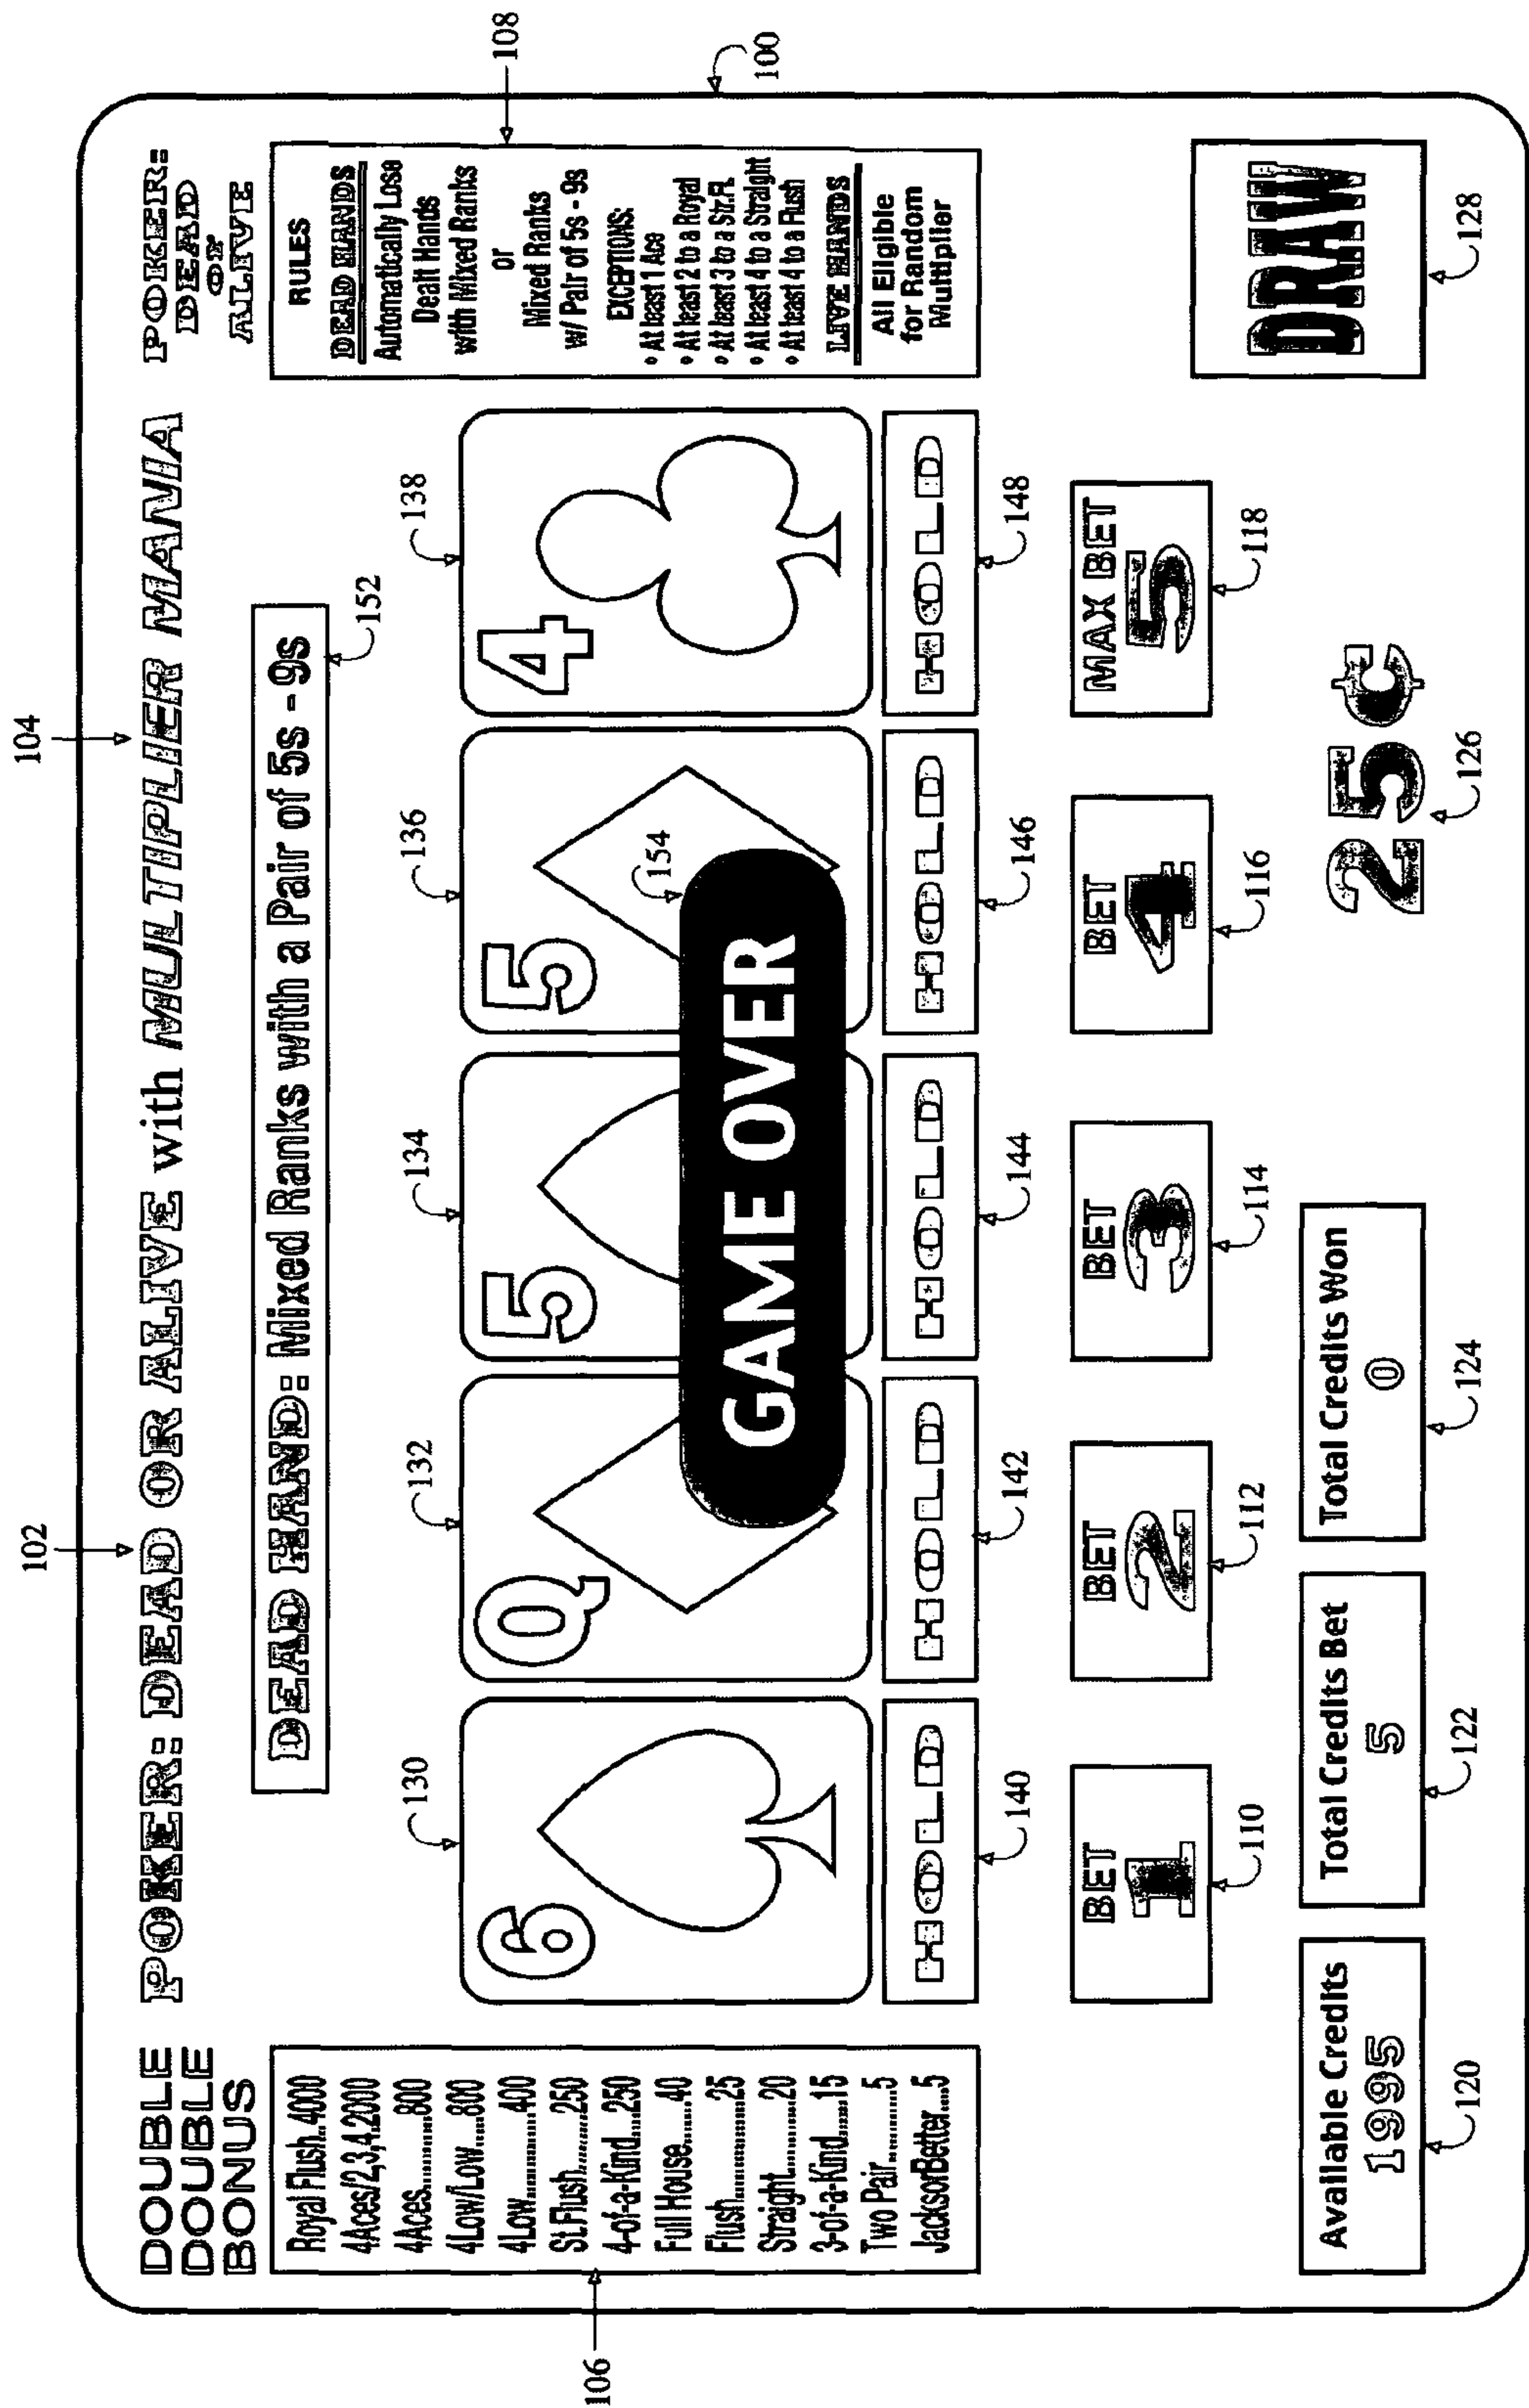 102
104
DOUBLE
DOUBLE
BONUS
POKER: DEAD OR ALIVE with MULTIPLIER MANIA
POKER:
DEAD
OR
ALIVE
DEAD HAND: Mixed Ranks with a Pair of 5s - 9s
152
Royal Flush..4000
4Aces/2,3,4.2000
4Aces..........800
4Low/Low....800
4Low...........400
St.Flush.....250
4-of-a-Kind...250
Full House.....40
Flush..............25
Straight..........20
3-of-a-Kind....15
Two Pair.........5
JacksorBetter....5
106
130
132
134
136
138
6
Q
5
5
4
154
GAME OVER
RULES
DEAD HANDS
Automatically Lose
Dealt Hands
with Mixed Ranks
or
Mixed Ranks
w/ Pair of 5s - 9s
EXCEPTIONS:
• At least 1 Ace
• At least 2 to a Royal
• At least 3 to a Str.Fl.
• At least 4 to a Straight
• At least 4 to a Flush
LIVE HANDS
All Eligible
for Random
Multiplier
108
100
HOLD
HOLD
HOLD
HOLD
HOLD
140
142
144
146
148
BET
1
BET
2
BET
3
BET
4
MAX BET
5
110
112
114
116
118
Available Credits
1995
Total Credits Bet
5
Total Credits Won
0
25¢
DRAW
120
122
124
126
128